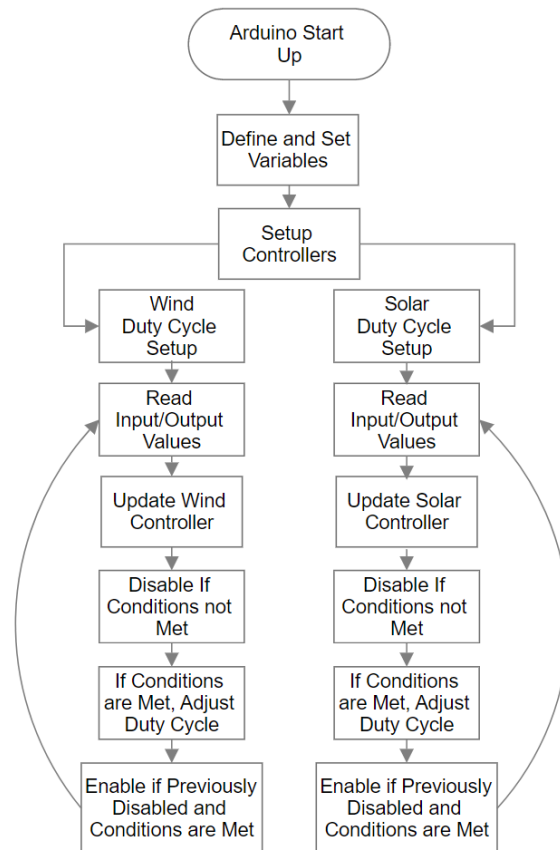 Arduino Start
Up
Define and Set
Variables
Setup
Controllers
Wind
Duty Cycle
Setup
Read
Input/Output
Values
Update Wind
Controller
Disable If
Conditions not
Met
If Conditions
are Met, Adjust
Duty Cycle
Enable if Previously
Disabled and
Conditions are Met
Solar
Duty Cycle
Setup
Read
Input/Output
Values
Update Solar
Controller
Disable If
Conditions not
Met
If Conditions
are Met, Adjust
Duty Cycle
Enable if Previously
Disabled and
Conditions are Met